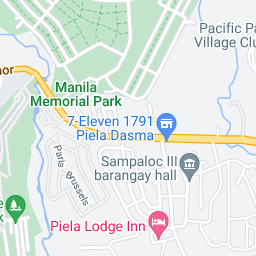 Pacific Pa
Village Clu
nor
Manila
Memorial Park
7-Eleven 1791
Piela Dasma
Paris
Brussels
Sampaloc III
barangay hall
e
k
Piela Lodge Inn